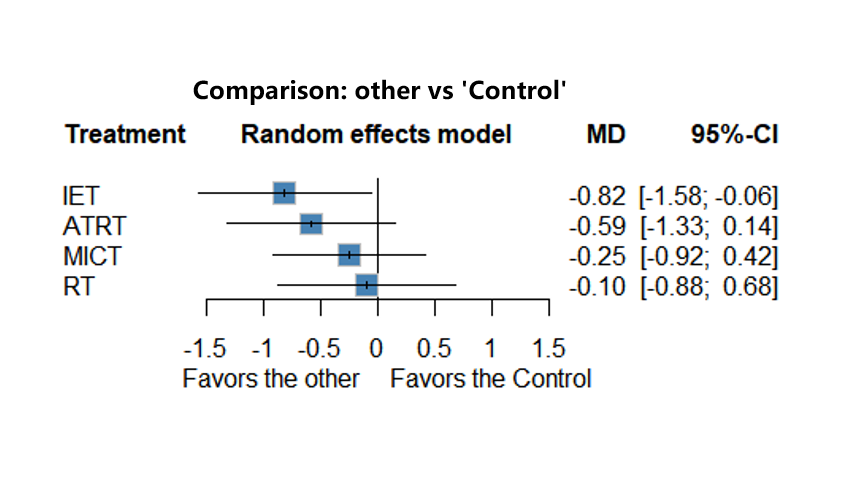 Comparison: other vs 'Control'
Treatment Random effects model MD 95%-CI
IET -0.82 [-1.58; -0.06]
ATRT -0.59 [-1.33; 0.14]
MICT -0.25 [-0.92; 0.42]
RT -0.10 [-0.88; 0.68]
-1.5 -1 -0.5 0 0.5 1 1.5
Favors the other Favors the Control